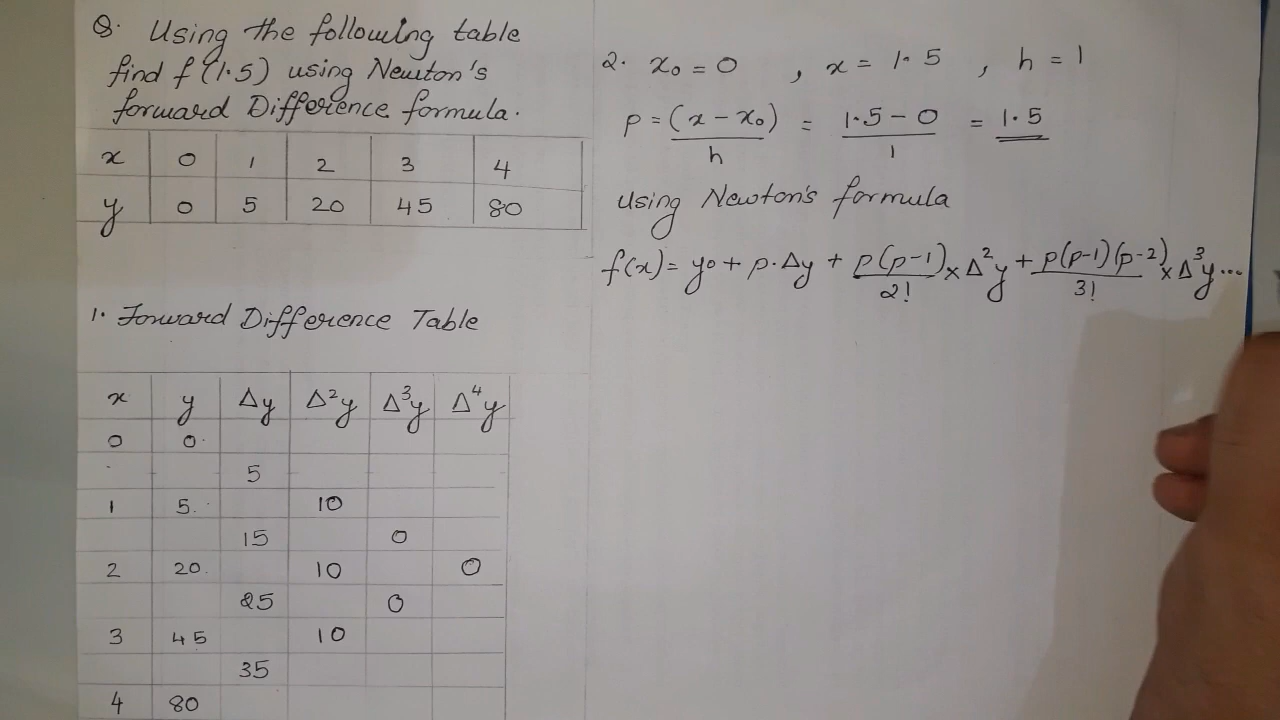 Q. Using the following table
find f(1.5) using Newton's
forward Difference formula.
x 0 1 2 3 4
y 0 5 20 45 80
1. Forward Difference Table
x y Δy Δ²y Δ³y Δ⁴y
0 0
5
1 5 10
15 0
2 20 10 0
25 0
3 45 10
35
4 80
2. x₀ = 0 , x = 1.5 , h = 1
p = (x - x₀)/h = (1.5 - 0)/1 = 1.5
using Newton's formula
f(x) = y₀ + p·Δy + p(p-1)/2! × Δ²y + p(p-1)(p-2)/3! × Δ³y ...